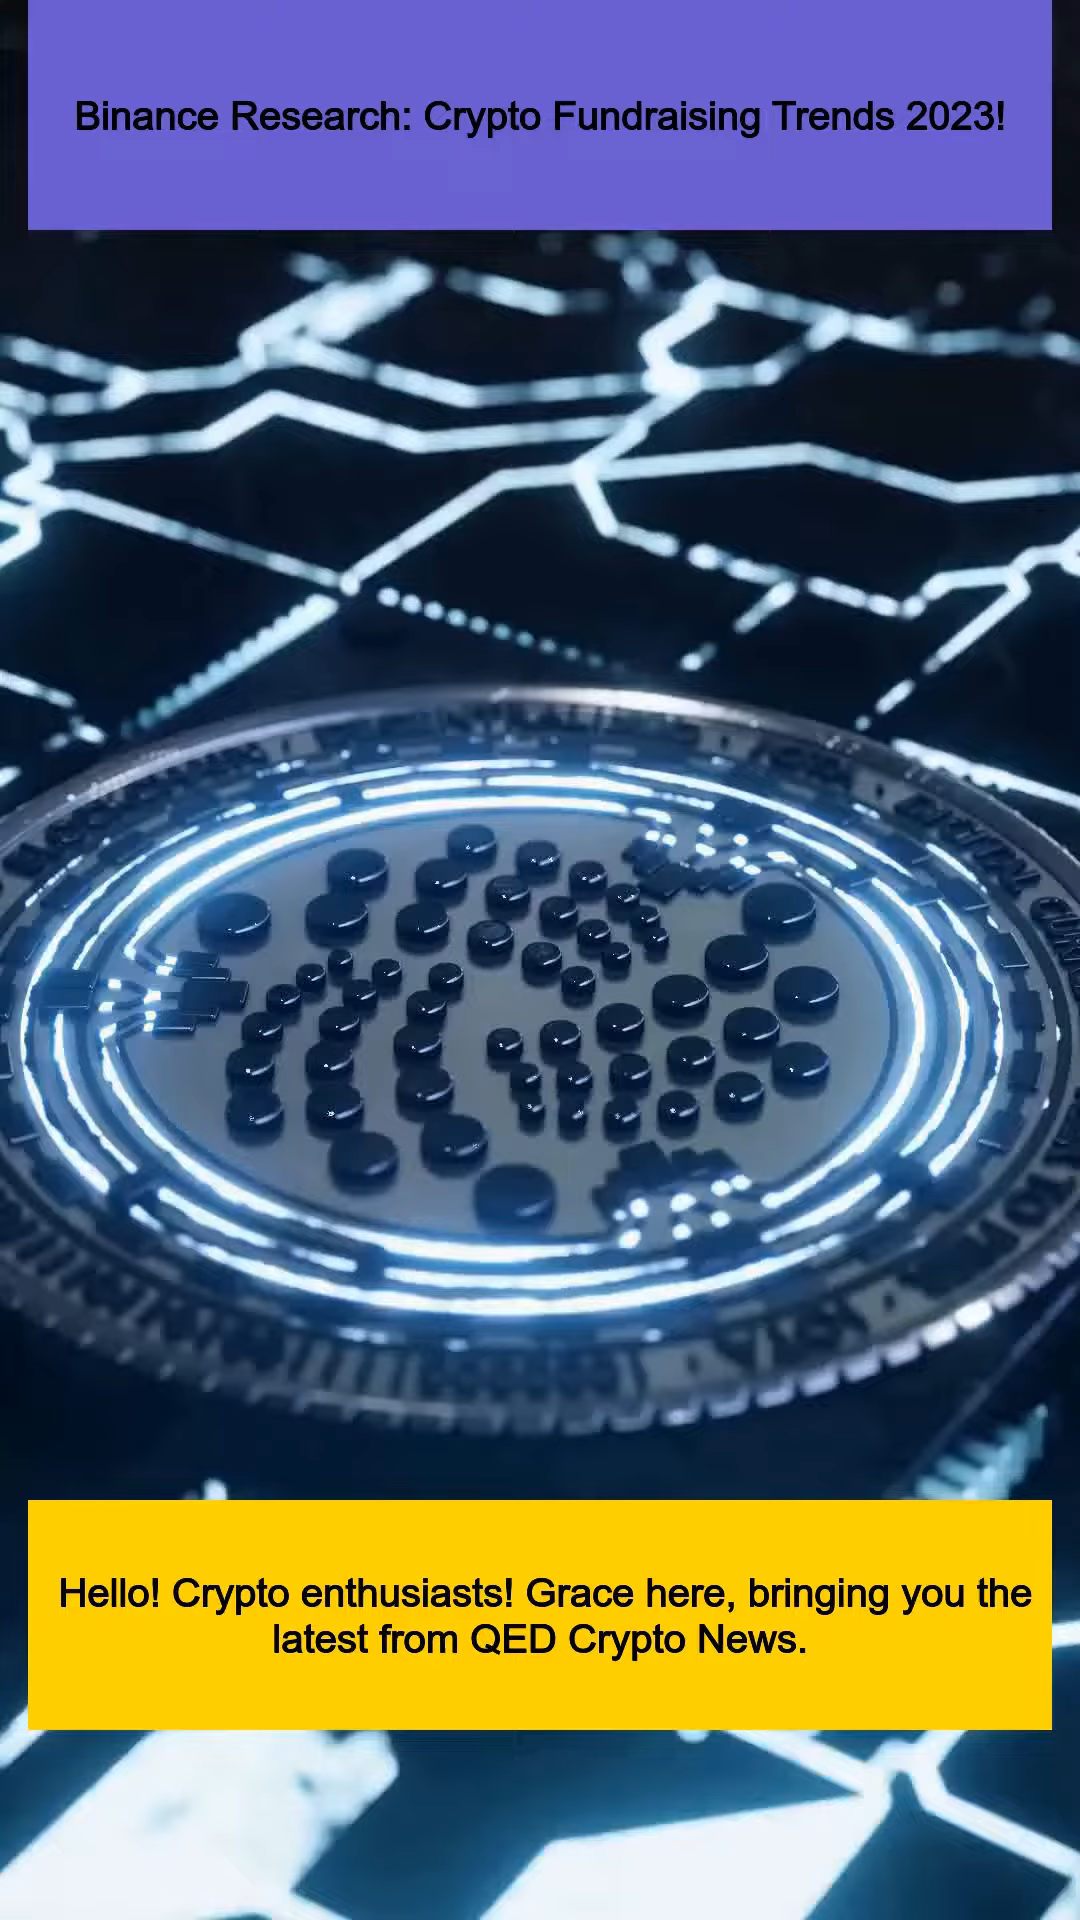 Binance Research: Crypto Fundraising Trends 2023!
Hello! Crypto enthusiasts! Grace here, bringing you the
latest from QED Crypto News.